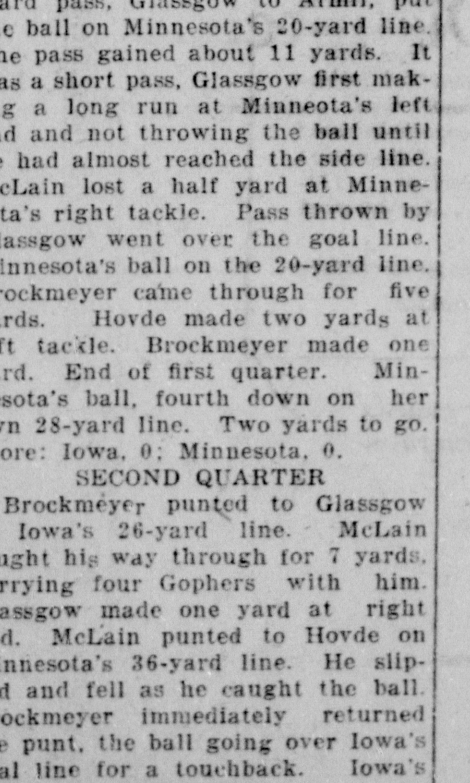 ard pass, Glassgow to Armil, put
e ball on Minnesota's 20-yard line.
he pass gained about 11 yards. It
as a short pass, Glassgow first mak-
g a long run at Minneota's left
d and not throwing the ball until
e had almost reached the side line.
cLain lost a half yard at Minne-
ta's right tackle. Pass thrown by
lassgow went over the goal line.
innesota's ball on the 20-yard line.
rockmeyer came through for five
rds. Hovde made two yards at
ft tackle. Brockmeyer made one
rd. End of first quarter. Min-
sota's ball, fourth down on her
wn 28-yard line. Two yards to go.
ore: Iowa, 0; Minnesota, 0.
SECOND QUARTER
Brockmeyer punted to Glassgow
Iowa's 26-yard line. McLain
ught his way through for 7 yards,
rrying four Gophers with him.
assgow made one yard at right
d. McLain punted to Hovde on
innesota's 36-yard line. He slip-
d and fell as he caught the ball.
ockmeyer immediately returned
e punt, the ball going over Iowa's
al line for a touchback. Iowa's